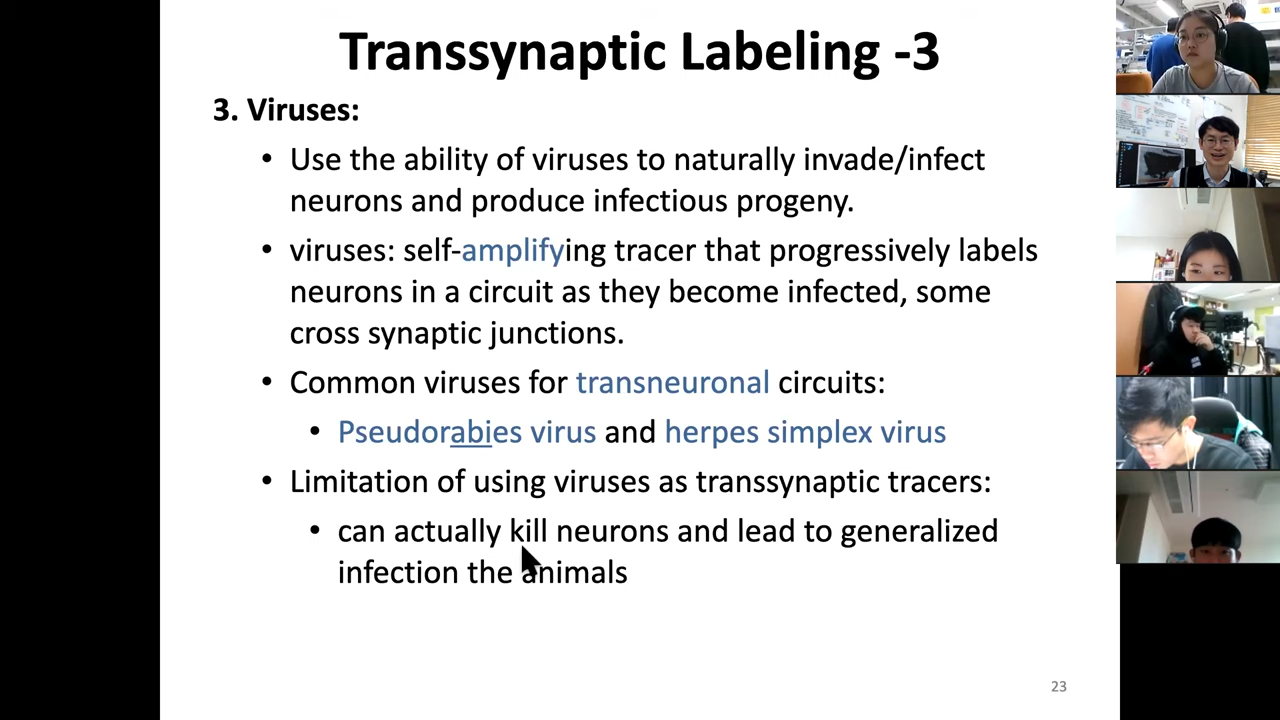 Transsynaptic Labeling -3
3. Viruses:
• Use the ability of viruses to naturally invade/infect
neurons and produce infectious progeny.
• viruses: self-amplifying tracer that progressively labels
neurons in a circuit as they become infected, some
cross synaptic junctions.
• Common viruses for transneuronal circuits:
• Pseudorabies virus and herpes simplex virus
• Limitation of using viruses as transsynaptic tracers:
• can actually kill neurons and lead to generalized
infection the animals
23